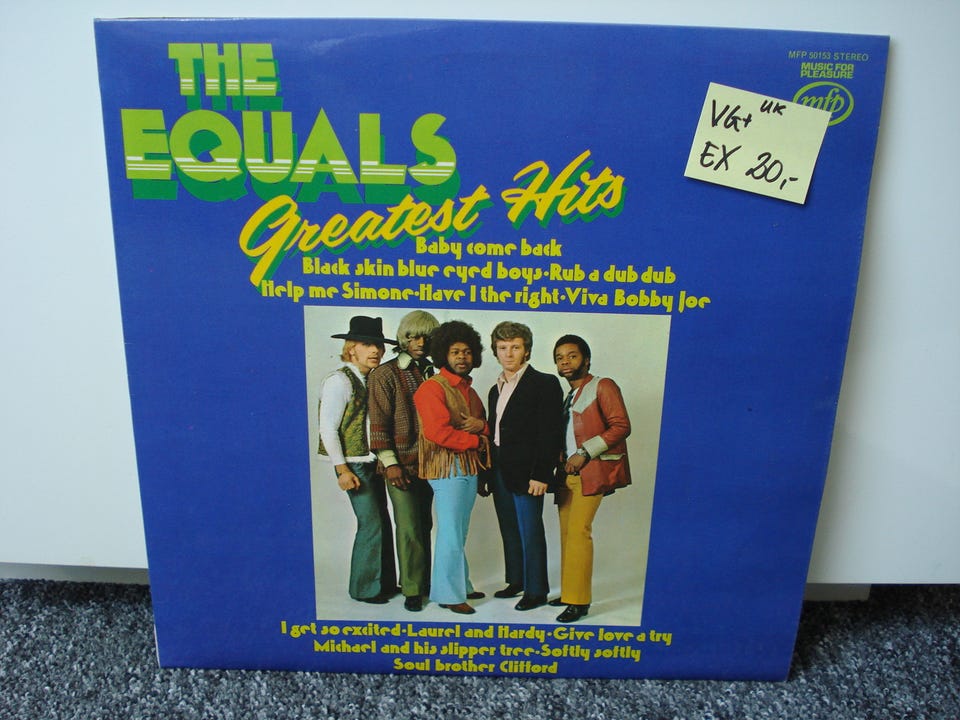 MFP 50153 STEREO
MUSIC FOR
PLEASURE
mfp
VG+ UK
EX 20,-
THE
EQUALS
Greatest Hits
Baby come back
Black skin blue eyed boys·Rub a dub dub
Help me Simone·Have I the right·Viva Bobby Joe
I get so excited·Laurel and Hardy·Give love a try
Michael and his slipper tree·Softly softly
Soul brother Clifford